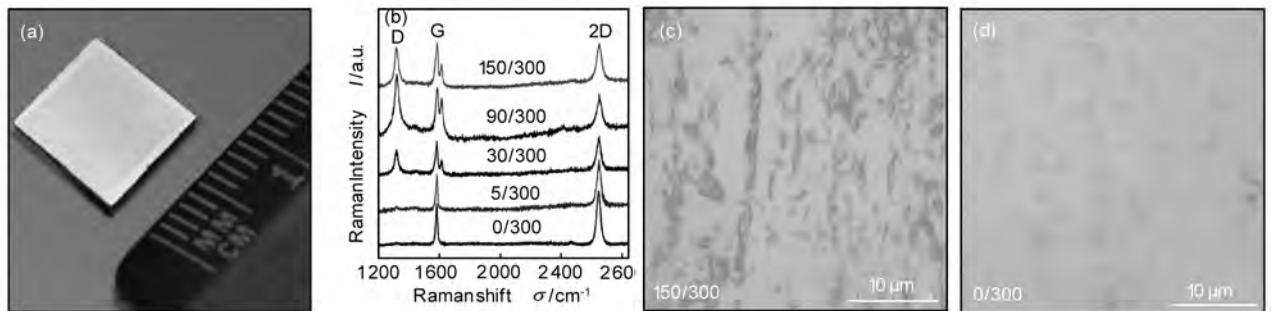 (a)
MM
CM
1
(b)
D
G
2D
150/300
90/300
30/300
5/300
0/300
RamanIntensity I/a.u.
1200 1600 2000 2400 260
Ramanshift σ/cm⁻¹
(c)
150/300
10 μm
(d)
0/300
10 μm